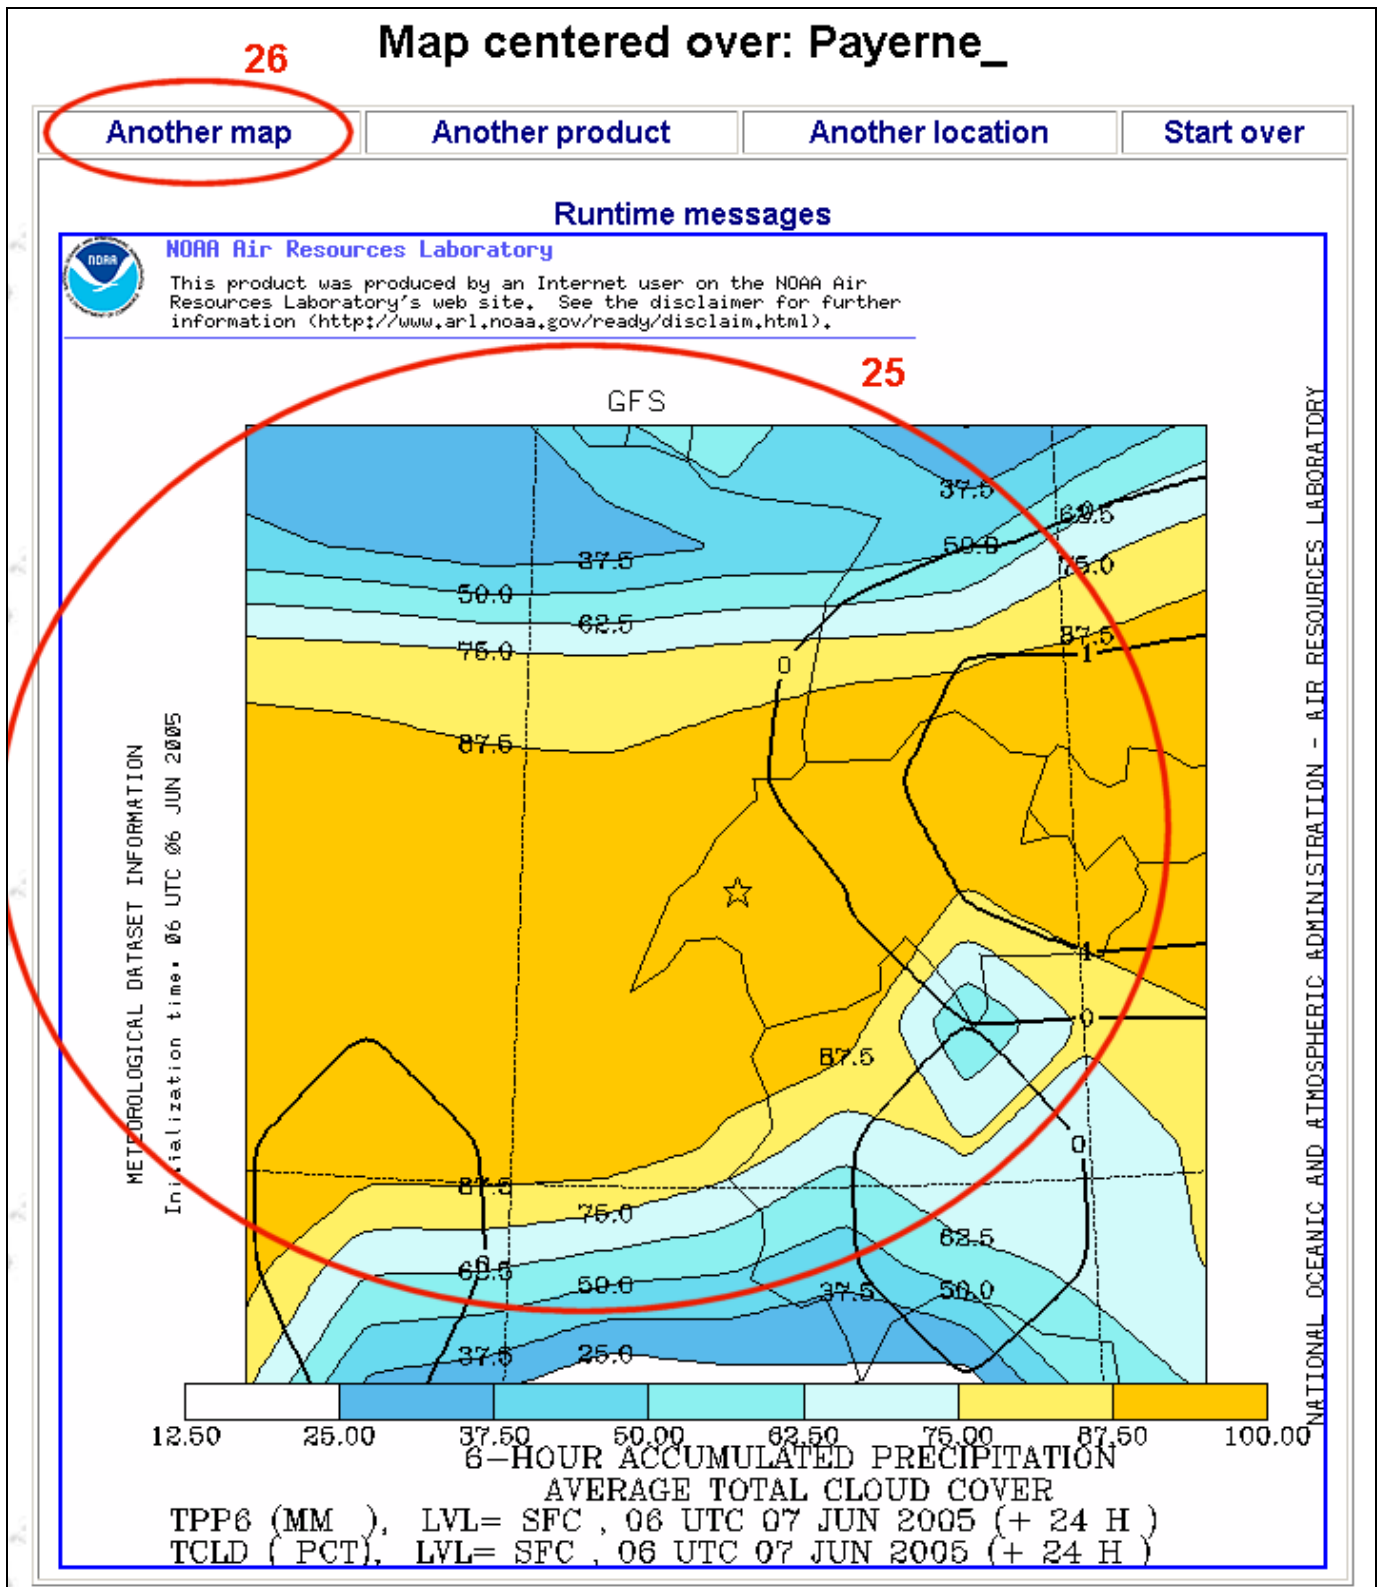 Map centered over: Payerne_
26
Another map
Another product
Another location
Start over
Runtime messages
NOAA
NOAA Air Resources Laboratory
This product was produced by an Internet user on the NOAA Air
Resources Laboratory's web site. See the disclaimer for further
information (http://www.arl.noaa.gov/ready/disclaim.html).
25
GFS
37.5
62.5
50.0
75.0
37.5
50.0
62.5
75.0
87.5
1
0
87.5
1
0
87.5
0
87.5
75.0
62.5
0
50.0
37.5
50.0
37.5
25.0
METEOROLOGICAL DATASET INFORMATION
Initialization time: 06 UTC 06 JUN 2005
NATIONAL OCEANIC AND ATMOSPHERIC ADMINISTRATION - AIR RESOURCES LABORATORY
12.50 25.00 37.50 50.00 62.50 75.00 87.50 100.00
6-HOUR ACCUMULATED PRECIPITATION
AVERAGE TOTAL CLOUD COVER
TPP6 (MM ), LVL= SFC , 06 UTC 07 JUN 2005 (+ 24 H )
TCLD ( PCT), LVL= SFC , 06 UTC 07 JUN 2005 (+ 24 H )